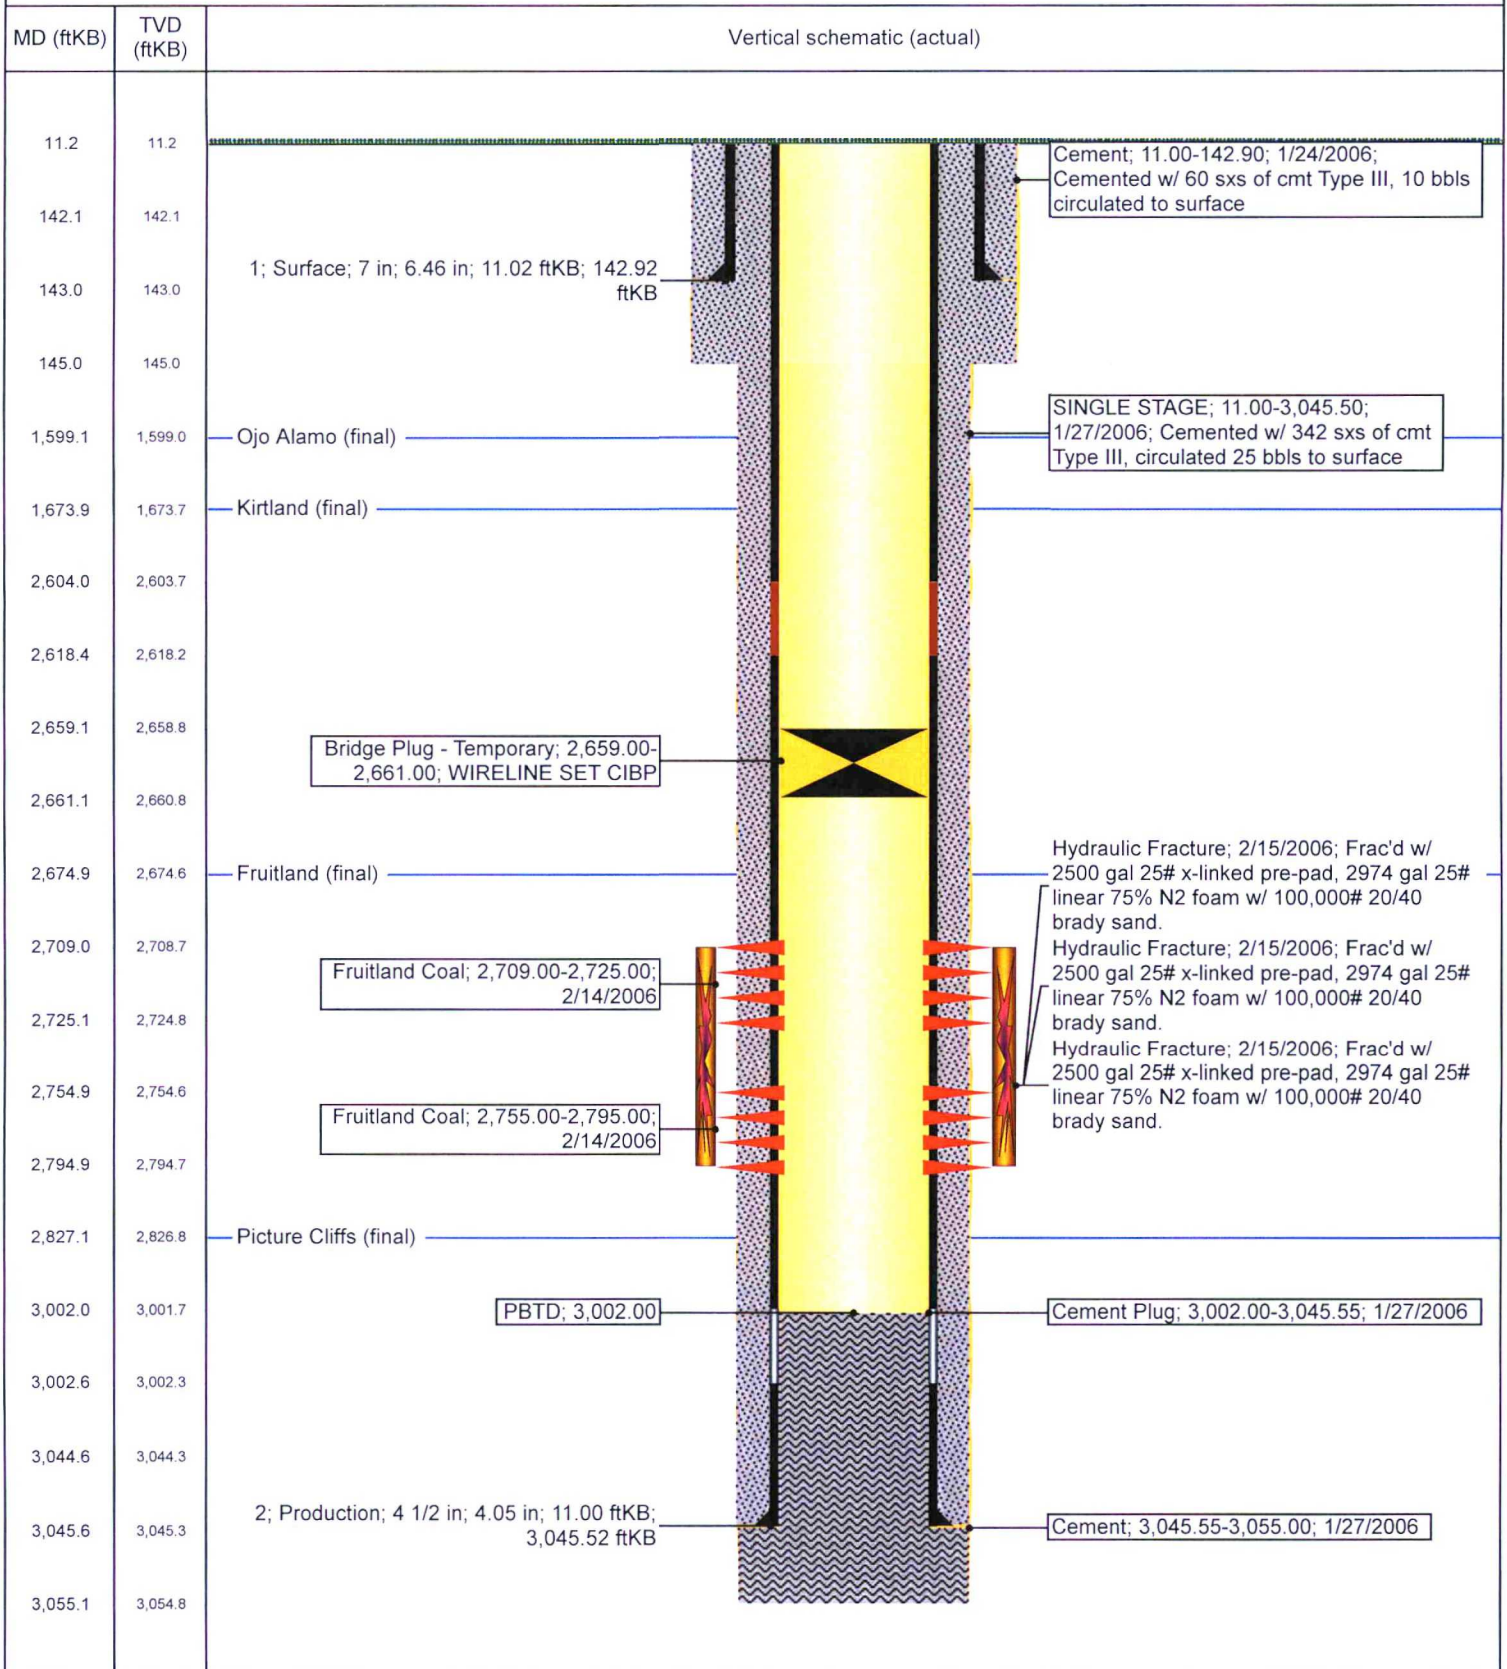 MD (ftKB)
TVD
(ftKB)
Vertical schematic (actual)
11.2
11.2
Cement; 11.00-142.90; 1/24/2006;
Cemented w/ 60 sxs of cmt Type III, 10 bbls
circulated to surface
142.1
142.1
1; Surface; 7 in; 6.46 in; 11.02 ftKB; 142.92
ftKB
143.0
143.0
145.0
145.0
SINGLE STAGE; 11.00-3,045.50;
1/27/2006; Cemented w/ 342 sxs of cmt
Type III, circulated 25 bbls to surface
1,599.1
1,599.0
Ojo Alamo (final)
1,673.9
1,673.7
Kirtland (final)
2,604.0
2,603.7
2,618.4
2,618.2
2,659.1
2,658.8
Bridge Plug - Temporary; 2,659.00-
2,661.00; WIRELINE SET CIBP
2,661.1
2,660.8
2,674.9
2,674.6
Fruitland (final)
Hydraulic Fracture; 2/15/2006; Frac'd w/
2500 gal 25# x-linked pre-pad, 2974 gal 25#
linear 75% N2 foam w/ 100,000# 20/40
brady sand.
2,709.0
2,708.7
Hydraulic Fracture; 2/15/2006; Frac'd w/
2500 gal 25# x-linked pre-pad, 2974 gal 25#
linear 75% N2 foam w/ 100,000# 20/40
brady sand.
Fruitland Coal; 2,709.00-2,725.00;
2/14/2006
2,725.1
2,724.8
Hydraulic Fracture; 2/15/2006; Frac'd w/
2500 gal 25# x-linked pre-pad, 2974 gal 25#
linear 75% N2 foam w/ 100,000# 20/40
brady sand.
2,754.9
2,754.6
Fruitland Coal; 2,755.00-2,795.00;
2/14/2006
2,794.9
2,794.7
2,827.1
2,826.8
Picture Cliffs (final)
3,002.0
3,001.7
PBTD; 3,002.00
Cement Plug; 3,002.00-3,045.55; 1/27/2006
3,002.6
3,002.3
3,044.6
3,044.3
2; Production; 4 1/2 in; 4.05 in; 11.00 ftKB;
3,045.52 ftKB
3,045.6
3,045.3
Cement; 3,045.55-3,055.00; 1/27/2006
3,055.1
3,054.8